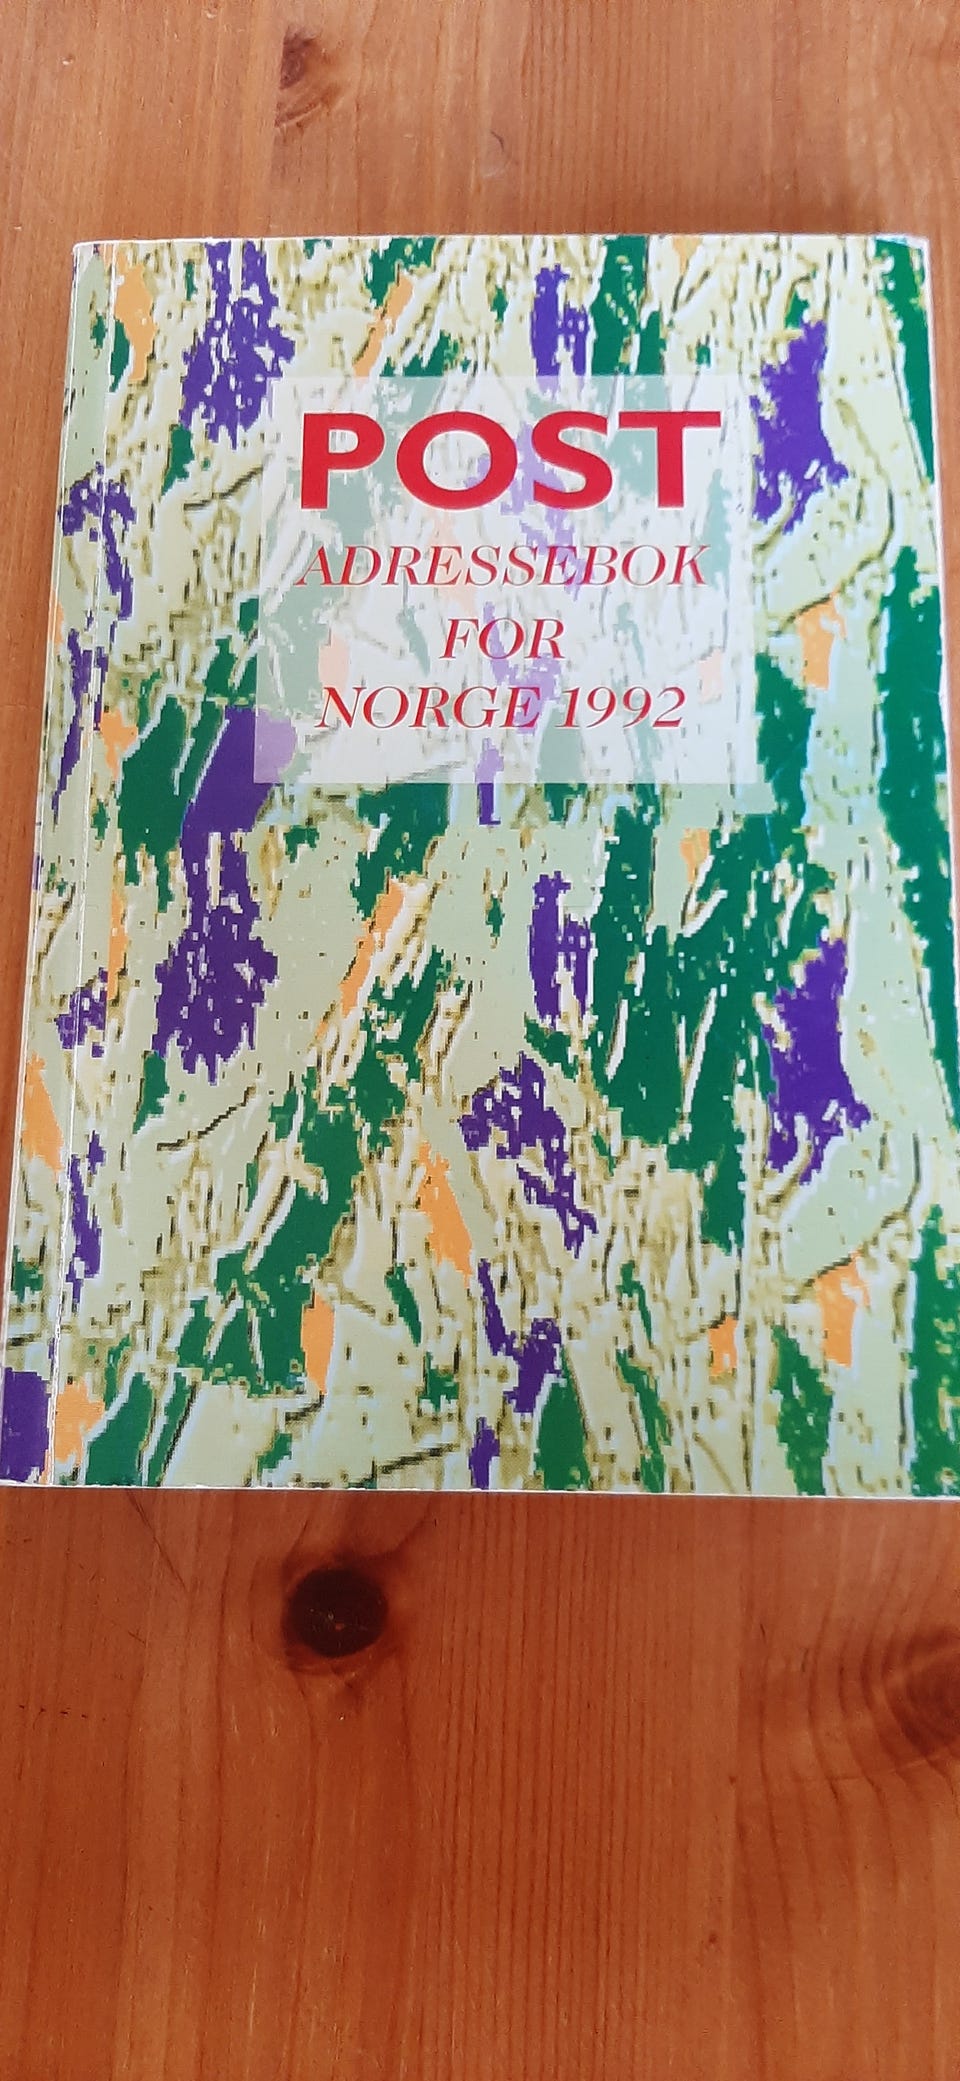 POST
ADRESSEBOK
FOR
NORGE 1992